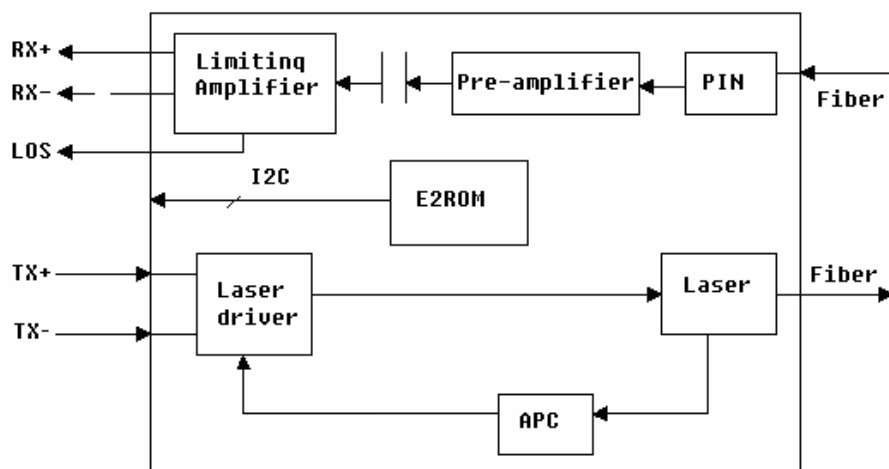 RX+
Limitinq
Amplifier
Pre-amplifier
PIN
RX-
Fiber
LOS
I2C
E2ROM
TX+
Laser
driver
Laser
Fiber
TX-
APC